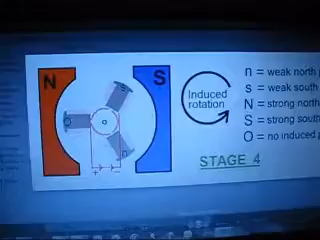 N
S
s
Induced
rotation
n = weak north
s = weak south
N = strong north
S = strong south
O = no induced
STAGE 4